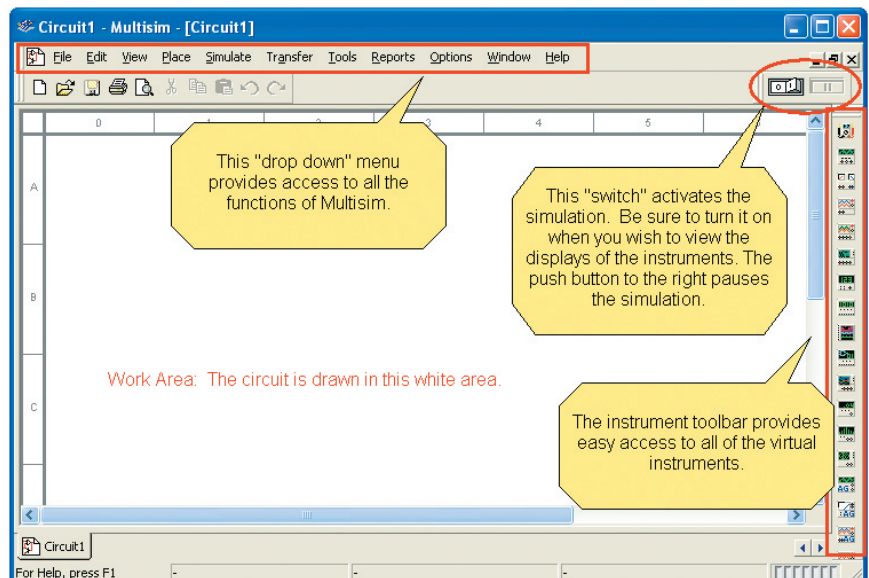 Circuit1 - Multisim - [Circuit1]
File Edit View Place Simulate Transfer Tools Reports Options Window Help
0 1 2 3 4 5
A
B
C
This "drop down" menu
provides access to all the
functions of Multisim.
This "switch" activates the
simulation. Be sure to turn it on
when you wish to view the
displays of the instruments. The
push button to the right pauses
the simulation.
Work Area: The circuit is drawn in this white area.
The instrument toolbar provides
easy access to all of the virtual
instruments.
AG
AG
AG
Circuit1
For Help, press F1 - - -